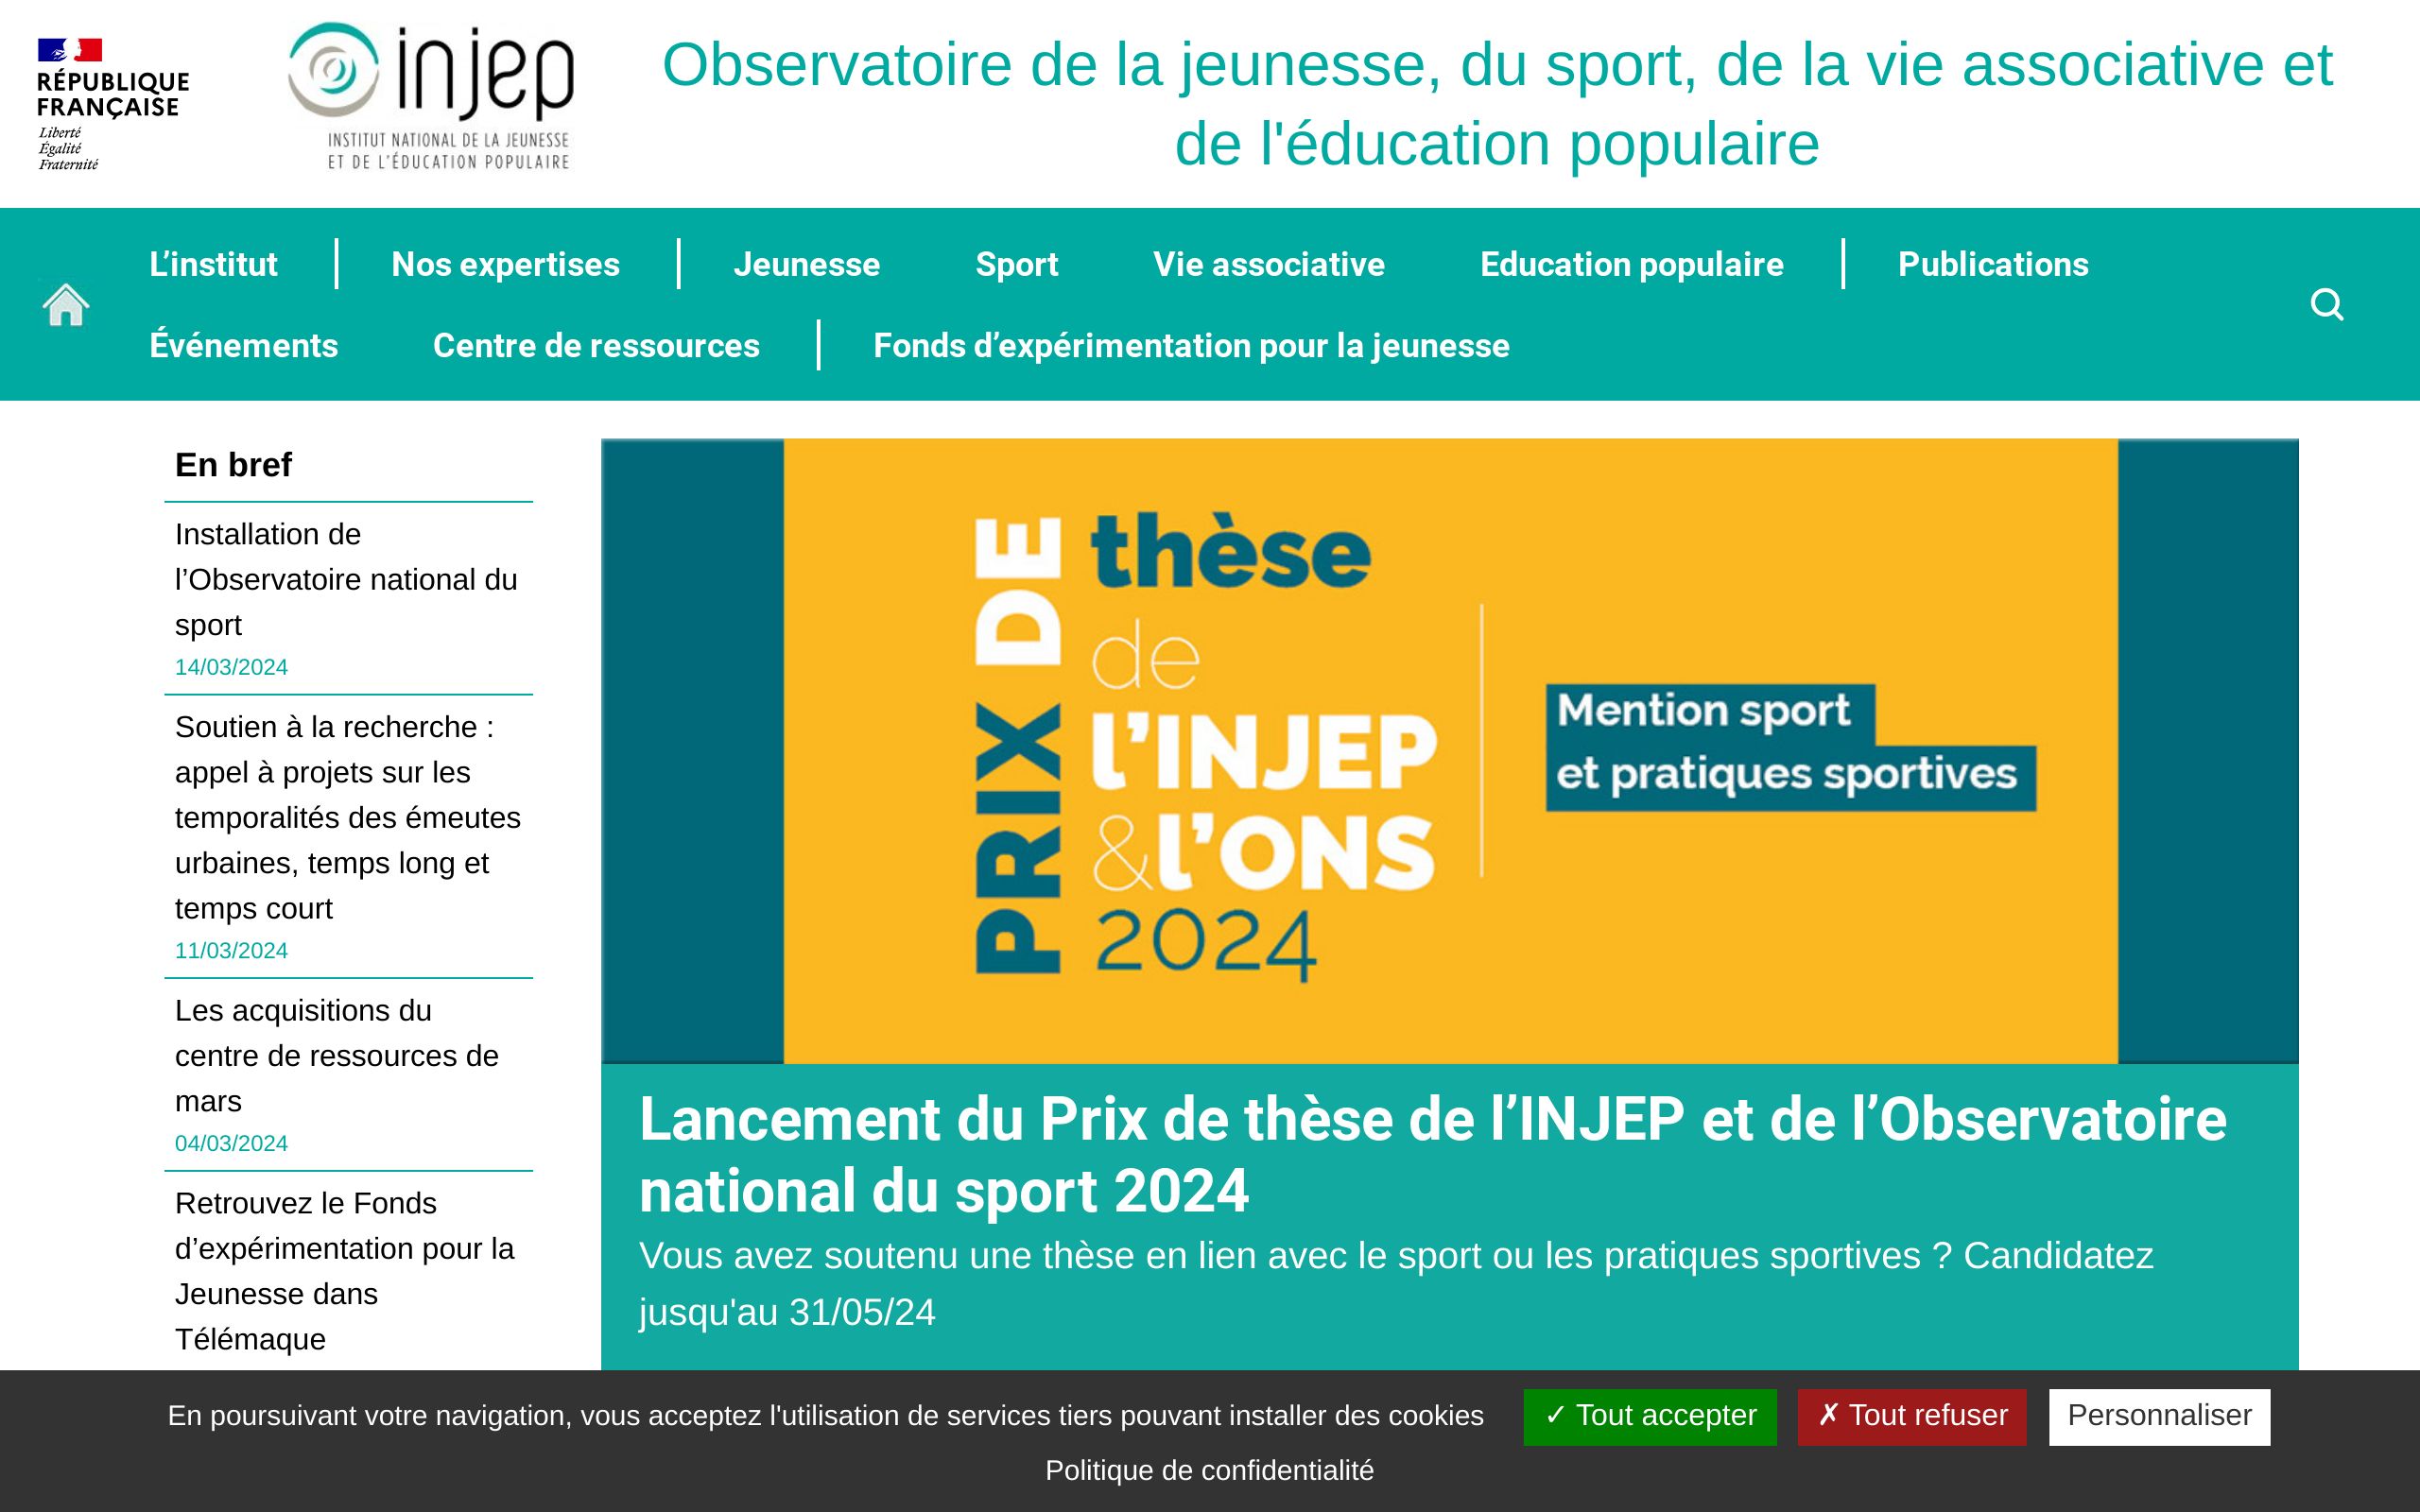 RÉPUBLIQUE
FRANÇAISE
Liberté
Égalité
Fraternité
injep
INSTITUT NATIONAL DE LA JEUNESSE
ET DE L'ÉDUCATION POPULAIRE
Observatoire de la jeunesse, du sport, de la vie associative et
de l'éducation populaire
L’institut
Nos expertises
Jeunesse
Sport
Vie associative
Education populaire
Publications
Événements
Centre de ressources
Fonds d’expérimentation pour la jeunesse
En bref
Installation de
l’Observatoire national du
sport
14/03/2024
Soutien à la recherche :
appel à projets sur les
temporalités des émeutes
urbaines, temps long et
temps court
11/03/2024
Les acquisitions du
centre de ressources de
mars
04/03/2024
Retrouvez le Fonds
d’expérimentation pour la
Jeunesse dans
Télémaque
PRIX DE
thèse
de
l’INJEP
&l’ONS
2024
Mention sport
et pratiques sportives
Lancement du Prix de thèse de l’INJEP et de l’Observatoire
national du sport 2024
Vous avez soutenu une thèse en lien avec le sport ou les pratiques sportives ? Candidatez
jusqu'au 31/05/24
En poursuivant votre navigation, vous acceptez l'utilisation de services tiers pouvant installer des cookies
✓ Tout accepter
✗ Tout refuser
Personnaliser
Politique de confidentialité